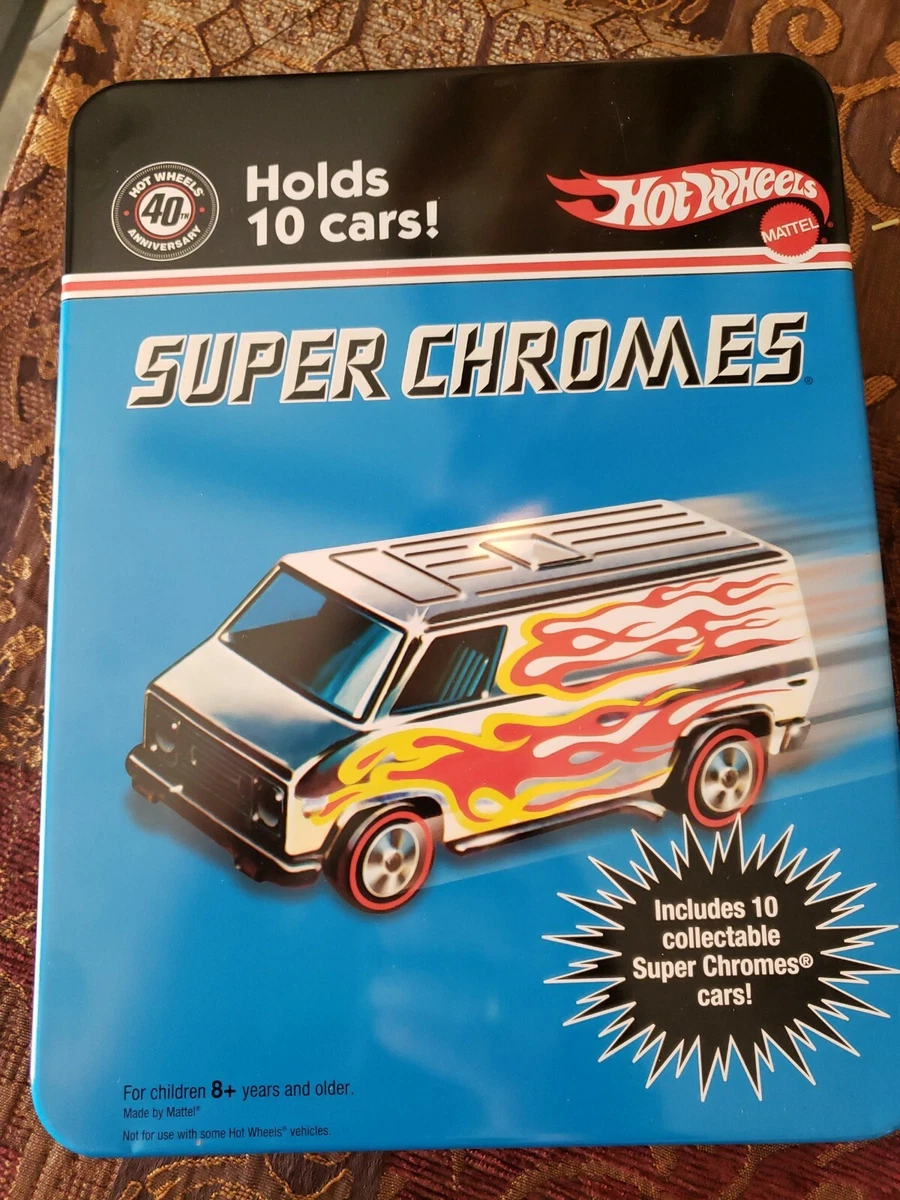 HOT WHEELS®
40TH
ANNIVERSARY
Holds
10 cars!
HOT WHEELS®
MATTEL®
SUPER CHROMES®
Includes 10
collectable
Super Chromes®
cars!
For children 8+ years and older.
Made by Mattel®
Not for use with some Hot Wheels® vehicles.